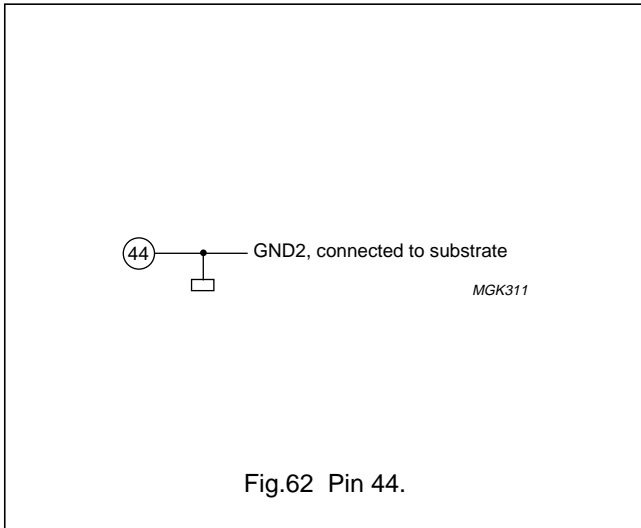 44
GND2, connected to substrate
MGK311
Fig.62 Pin 44.